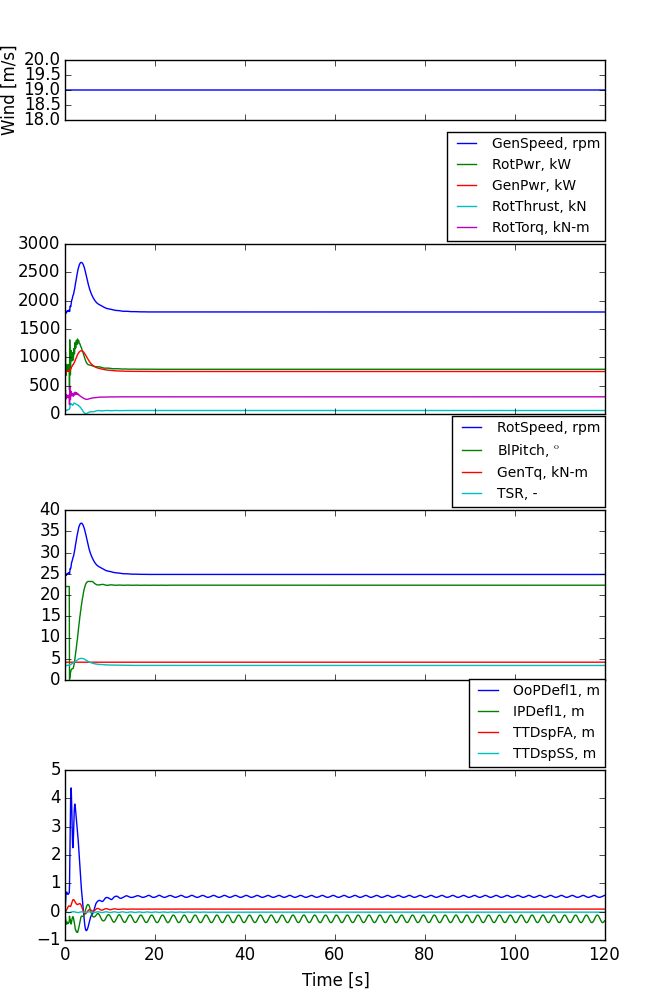 Wind [m/s]
20.0
19.5
19.0
18.5
18.0
GenSpeed, rpm
RotPwr, kW
GenPwr, kW
RotThrust, kN
RotTorq, kN-m
3000
2500
2000
1500
1000
500
0
RotSpeed, rpm
BlPitch, °
GenTq, kN-m
TSR, -
40
35
30
25
20
15
10
5
0
OoPDefl1, m
IPDefl1, m
TTDspFA, m
TTDspSS, m
5
4
3
2
1
0
−1
0 20 40 60 80 100 120
Time [s]